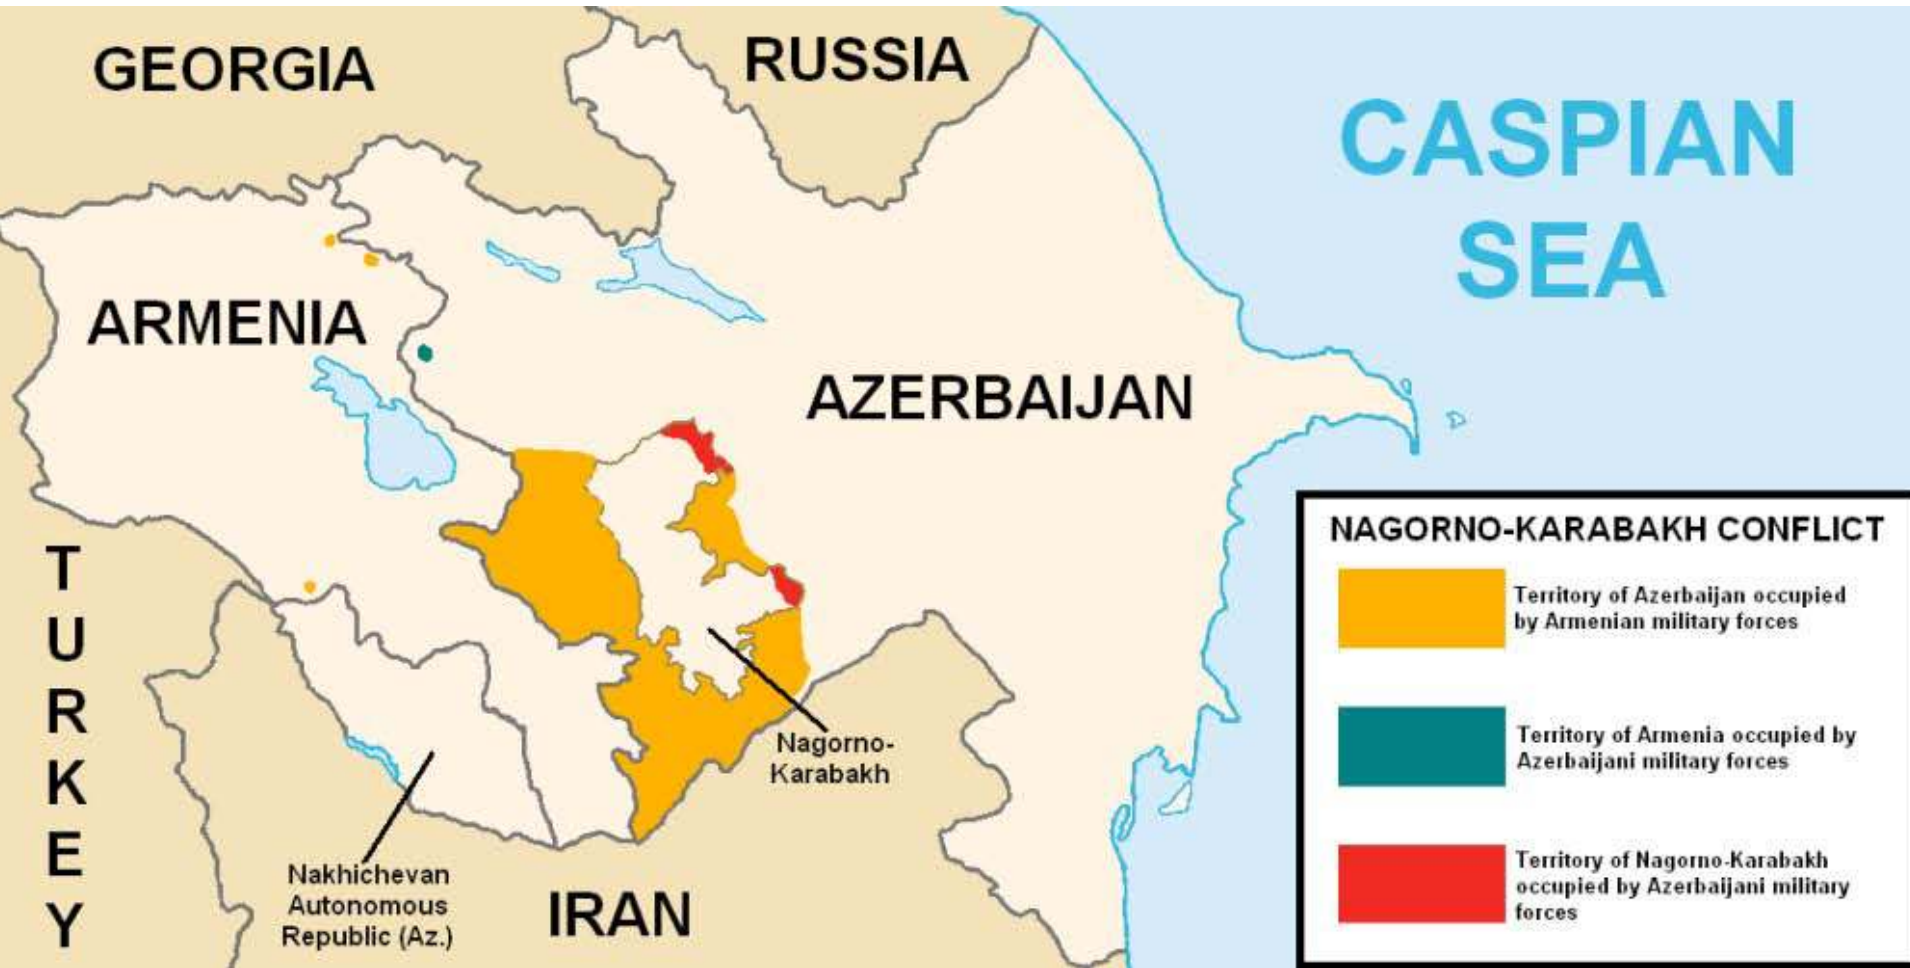 GEORGIA
RUSSIA
CASPIAN
SEA
ARMENIA
AZERBAIJAN
TURKEY
Nagorno-
Karabakh
Nakhichevan
Autonomous
Republic (Az.)
IRAN
NAGORNO-KARABAKH CONFLICT
Territory of Azerbaijan occupied
by Armenian military forces
Territory of Armenia occupied by
Azerbaijani military forces
Territory of Nagorno-Karabakh
occupied by Azerbaijani military
forces